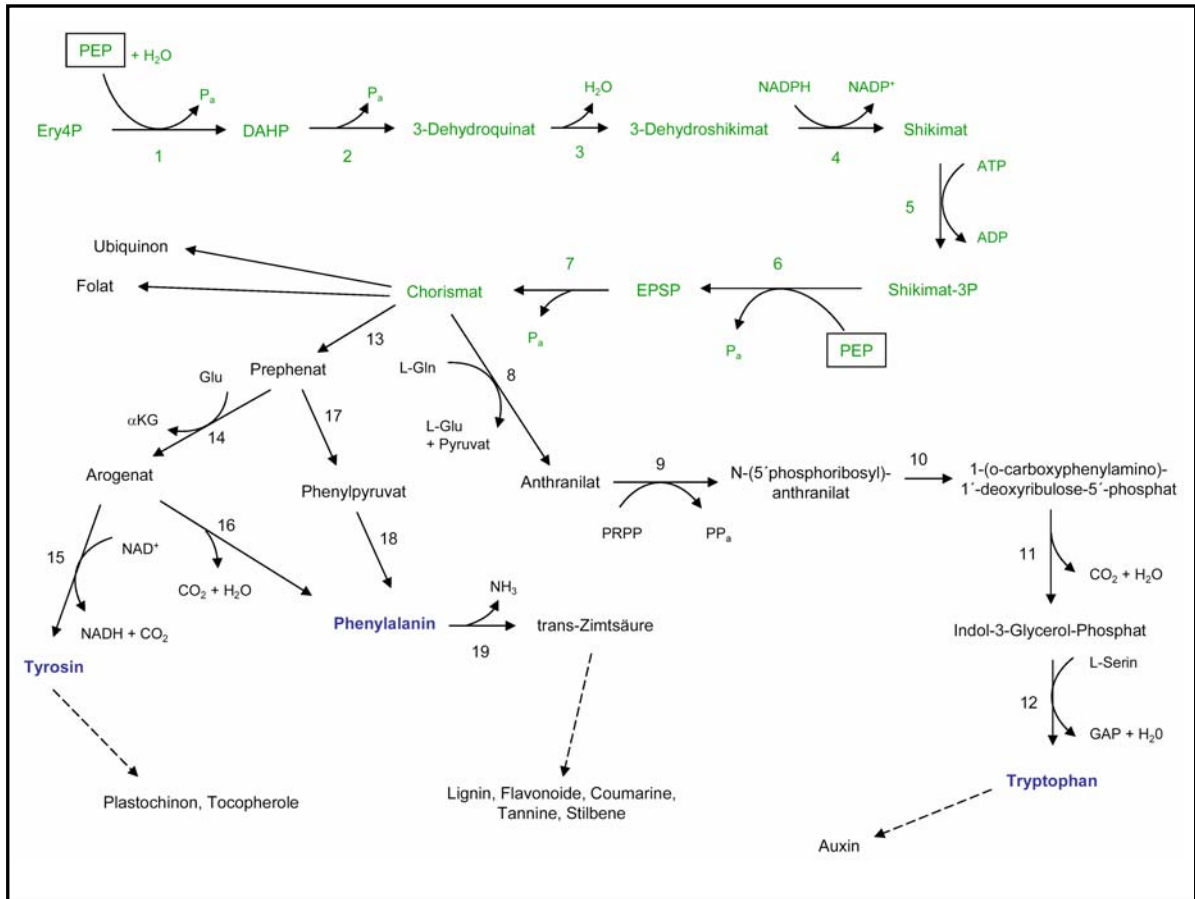 PEP + H₂O
Pₐ
Pₐ
H₂O
NADPH
NADP⁺
Ery4P
DAHP
3-Dehydroquinat
3-Dehydroshikimat
Shikimat
1
2
3
4
ATP
5
ADP
Ubiquinon
Folat
Chorismat
7
EPSP
6
Shikimat-3P
Pₐ
Pₐ
PEP
13
Prephenat
L-Gln
8
Glu
αKG
14
17
L-Glu
+ Pyruvat
Arogenat
Phenylpyruvat
Anthranilat
9
N-(5´phosphoribosyl)-
anthranilat
10
1-(o-carboxyphenylamino)-
1´-deoxyribulose-5´-phosphat
PRPP
PPₐ
15
NAD⁺
16
18
CO₂ + H₂O
11
CO₂ + H₂O
NADH + CO₂
Phenylalanin
NH₃
19
trans-Zimtsäure
Indol-3-Glycerol-Phosphat
Tyrosin
L-Serin
12
GAP + H₂0
Tryptophan
Plastochinon, Tocopherole
Lignin, Flavonoide, Coumarine,
Tannine, Stilbene
Auxin